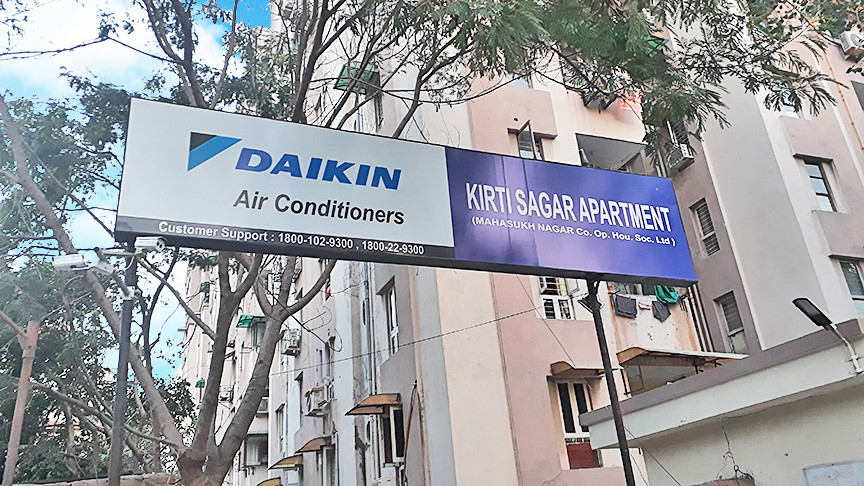 DAIKIN
Air Conditioners
Customer Support : 1800-102-9300 , 1800-22-9300
KIRTI SAGAR APARTMENT
(MAHASUKH NAGAR Co. Op. Hou. Soc. Ltd )